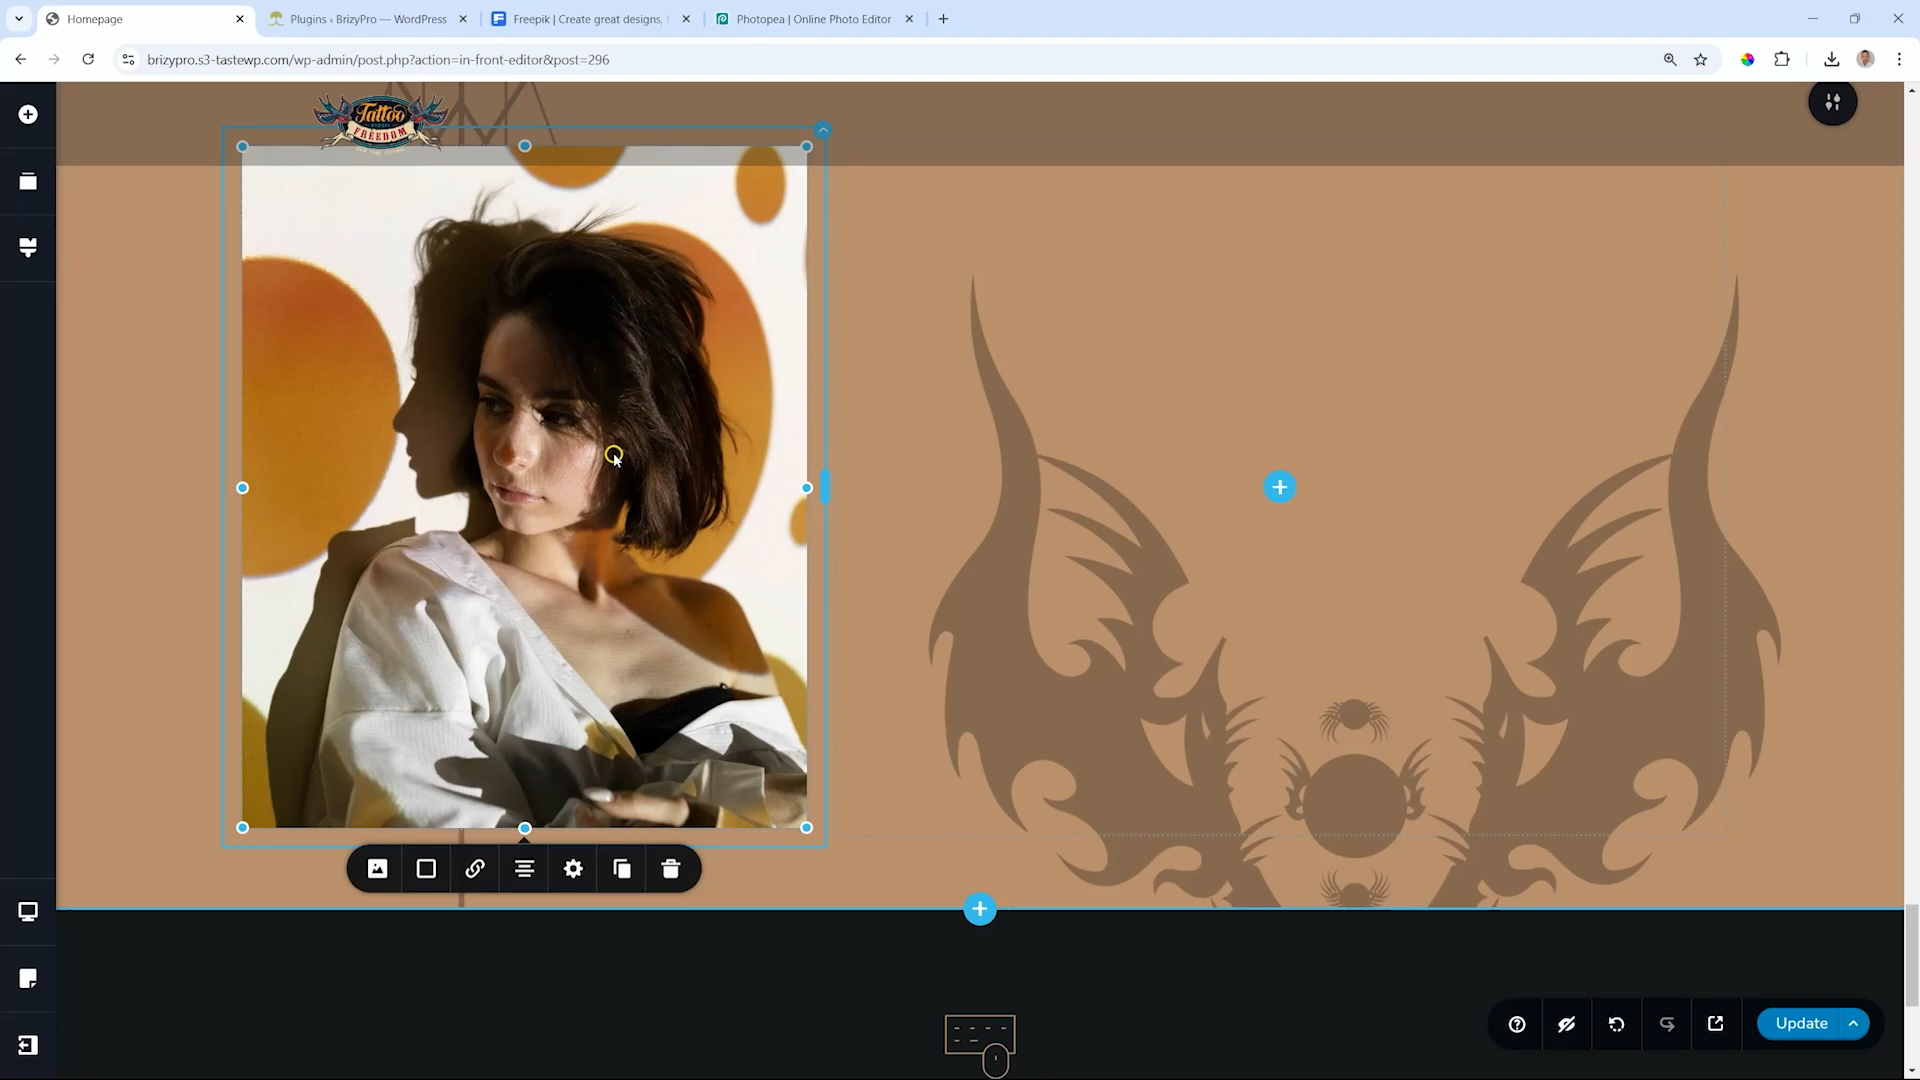 Homepage
Plugins ‹ BrizyPro — WordPress
Freepik | Create great designs,
Photopea | Online Photo Editor
brizypro.s3-tastewp.com/wp-admin/post.php?action=in-front-editor&post=296
Tattoo
FREEDOM
Update